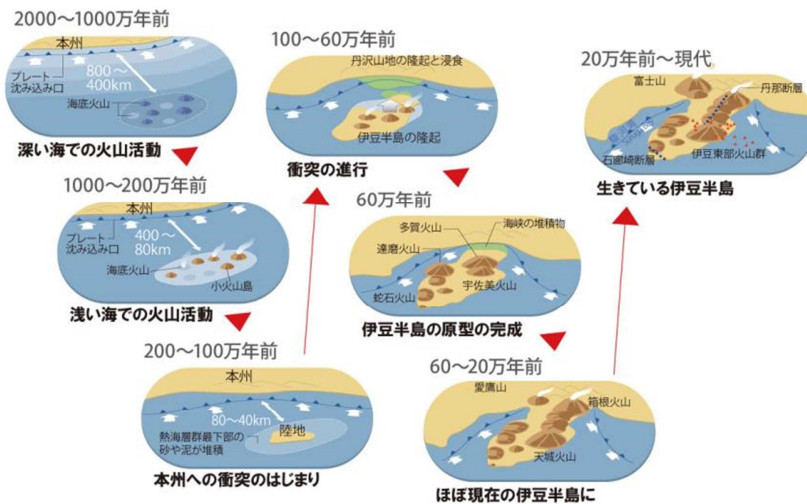 2000～1000万年前
本州
プレート
沈み込み口
800～
400km
海底火山
深い海での火山活動
1000～200万年前
本州
プレート
沈み込み口
400～
80km
海底火山
小火山島
浅い海での火山活動
200～100万年前
本州
80～40km
陸地
熱海層群最下部の
砂や泥が堆積
本州への衝突のはじまり
100～60万年前
丹沢山地の隆起と浸食
伊豆半島の隆起
衝突の進行
60万年前
多賀火山
海峡の堆積物
達磨火山
蛇石火山
宇佐美火山
伊豆半島の原型の完成
60～20万年前
愛鷹山
箱根火山
天城火山
ほぼ現在の伊豆半島に
20万年前～現代
富士山
丹那断層
石廊崎断層
伊豆東部火山群
生きている伊豆半島